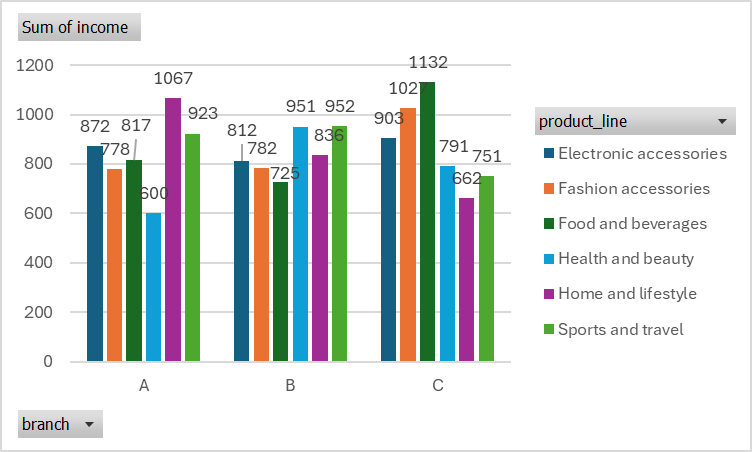 Sum of income
1200
1000
800
600
400
200
0
872
778
817
600
1067
923
812
782
725
951
836
952
903
1027
1132
791
662
751
A
B
C
product_line
Electronic accessories
Fashion accessories
Food and beverages
Health and beauty
Home and lifestyle
Sports and travel
branch